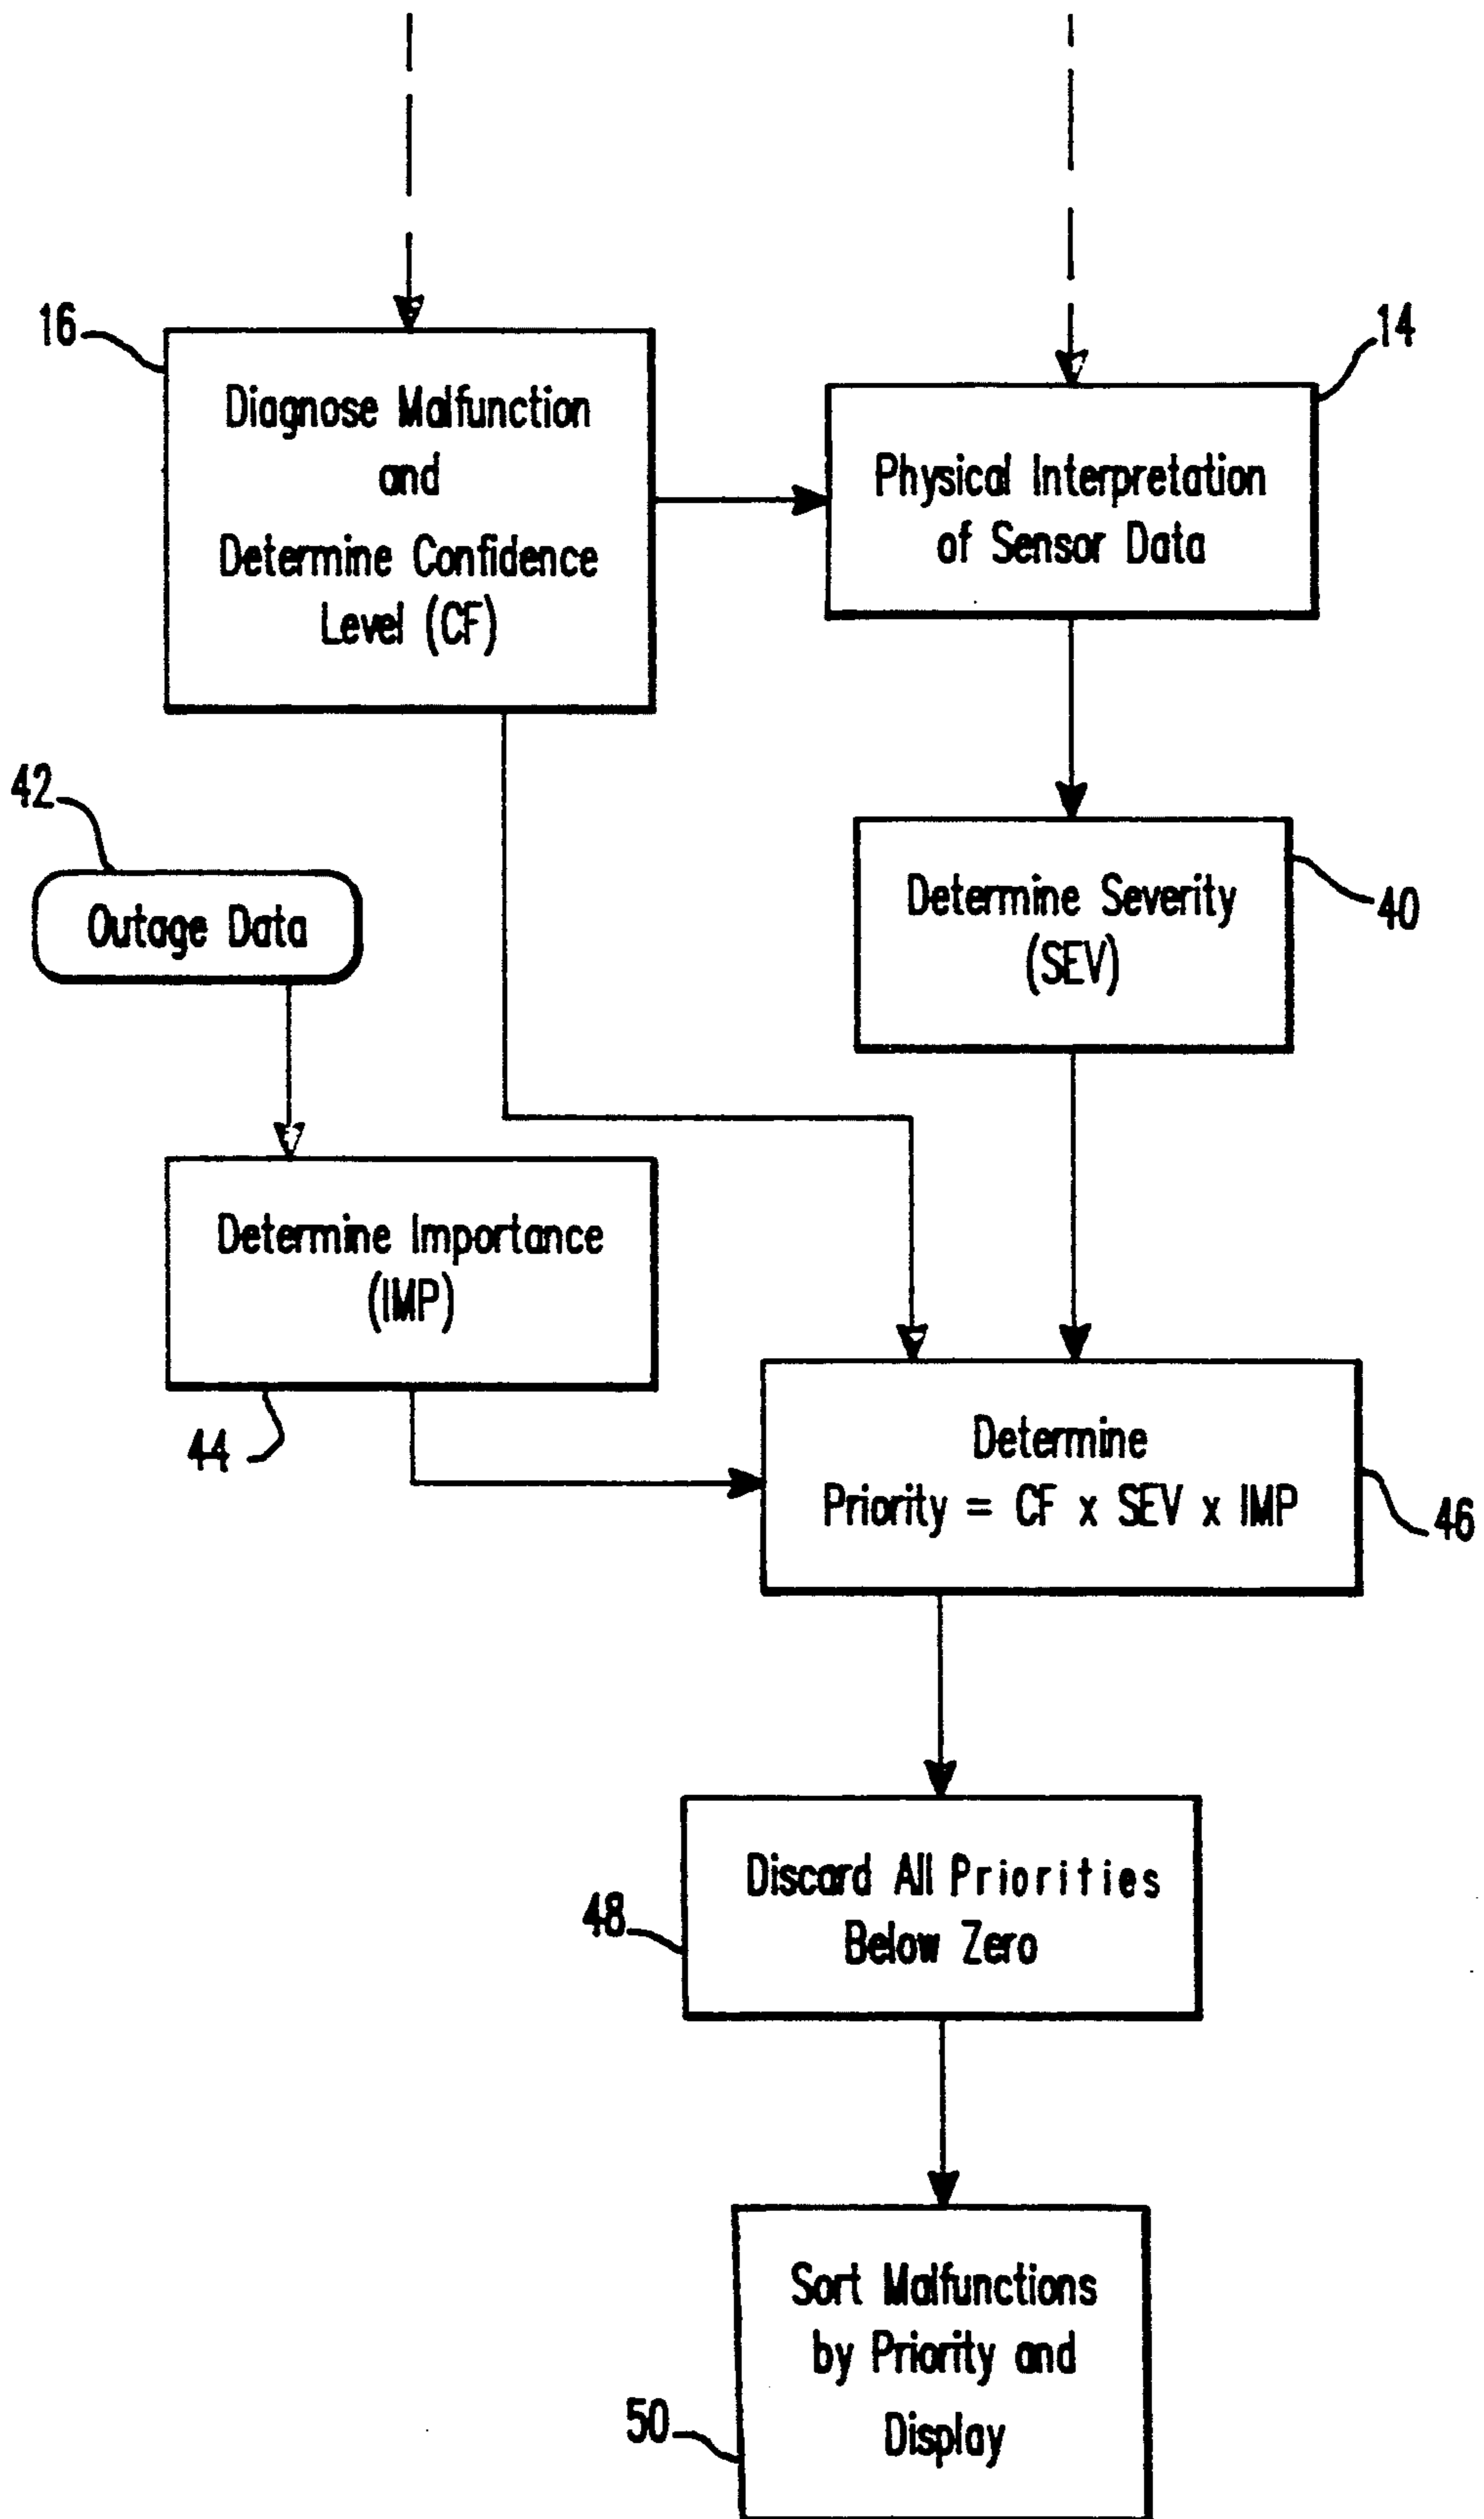 16
Diagnose Malfunction
and
Determine Confidence
Level (CF)
14
Physical Interpretation
of Sensor Data
42
Outage Data
Determine Severity
(SEV)
40
Determine Importance
(IMP)
44
Determine
Priority = CF x SEV x IMP
46
Discard All Priorities
Below Zero
48
Sort Malfunctions
by Priority and
Display
50